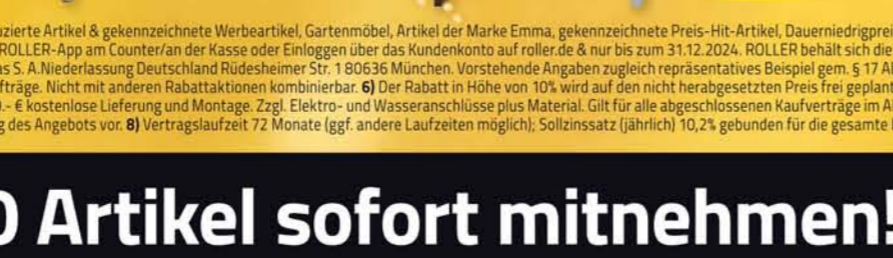 zierte Artikel & gekennzeichnete Werbeartikel, Gartenmöbel, Artikel der Marke Emma, gekennzeichnete Preis-Hit-Artikel, Dauerniedrigprei
ROLLER-App am Counter/an der Kasse oder Einloggen über das Kundenkonto auf roller.de & nur bis zum 31.12.2024. ROLLER behält sich die
as S. A.Niederlassung Deutschland Rüdesheimer Str. 1 80636 München. Vorstehende Angaben zugleich repräsentatives Beispiel gem. § 17 A
fträge. Nicht mit anderen Rabattaktionen kombinierbar. 6) Der Rabatt in Höhe von 10% wird auf den nicht herabgesetzten Preis frei geplant
.- € kostenlose Lieferung und Montage. Zzgl. Elektro- und Wasseranschlüsse plus Material. Gilt für alle abgeschlossenen Kaufverträge im A
g des Angebots vor. 8) Vertragslaufzeit 72 Monate (ggf. andere Laufzeiten möglich); Sollzinssatz (jährlich) 10,2% gebunden für die gesamte
0 Artikel sofort mitnehmen!